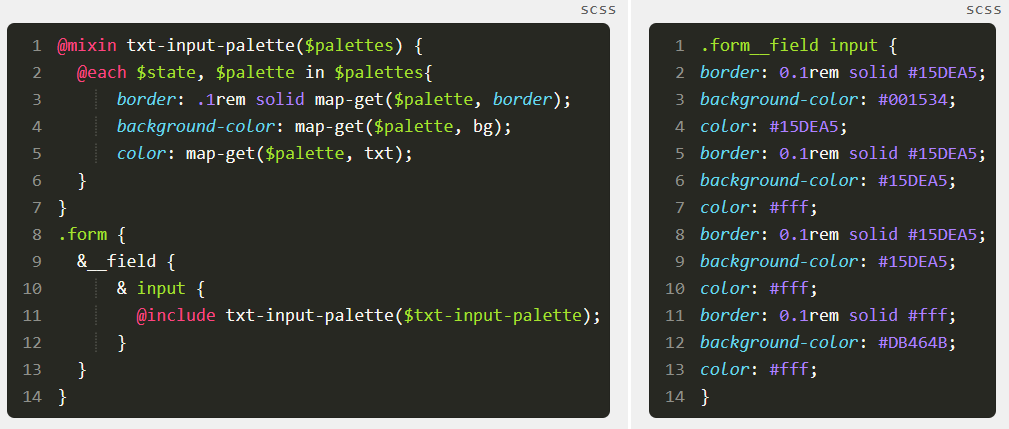 SCSS
1 @mixin txt-input-palette($palettes) {
2 @each $state, $palette in $palettes{
3 border: .1rem solid map-get($palette, border);
4 background-color: map-get($palette, bg);
5 color: map-get($palette, txt);
6 }
7 }
8 .form {
9 &__field {
10 & input {
11 @include txt-input-palette($txt-input-palette);
12 }
13 }
14 }
SCSS
1 .form__field input {
2 border: 0.1rem solid #15DEA5;
3 background-color: #001534;
4 color: #15DEA5;
5 border: 0.1rem solid #15DEA5;
6 background-color: #15DEA5;
7 color: #fff;
8 border: 0.1rem solid #15DEA5;
9 background-color: #15DEA5;
10 color: #fff;
11 border: 0.1rem solid #fff;
12 background-color: #DB464B;
13 color: #fff;
14 }